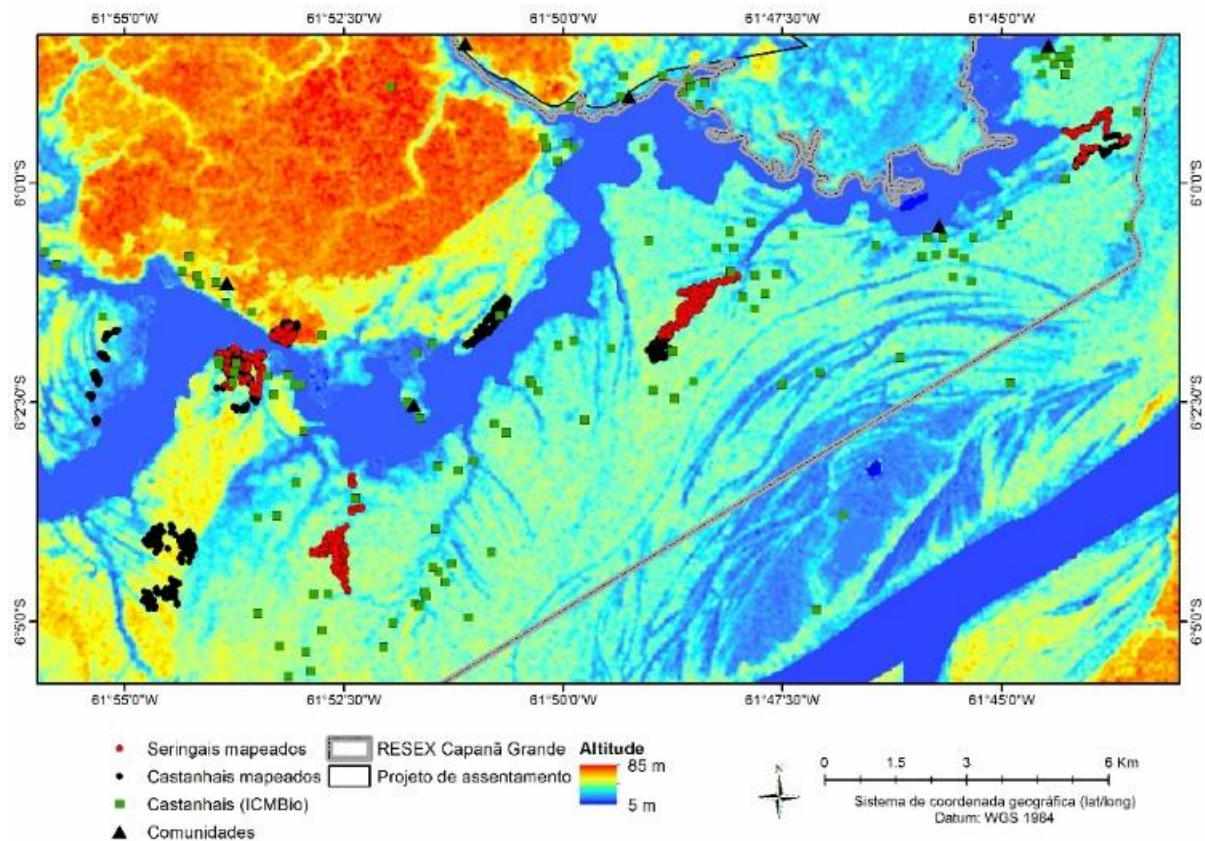 61°55'0"W 61°52'30"W 61°50'0"W 61°47'30"W 61°45'0"W
6°0'S 6°0'S
6°2'30"S 6°2'30"S
6°5'0"S 6°5'0"S
61°55'0"W 61°52'30"W 61°50'0"W 61°47'30"W 61°45'0"W
Seringais mapeados
Castanhais mapeados
Castanhais (ICMBio)
Comunidades
RESEX Capanã Grande
Projeto de assentamento
Altitude
85 m
5 m
N
0 1.5 3 6 Km
Sistema de coordenada geográfica (lat/long)
Datum: WGS 1984